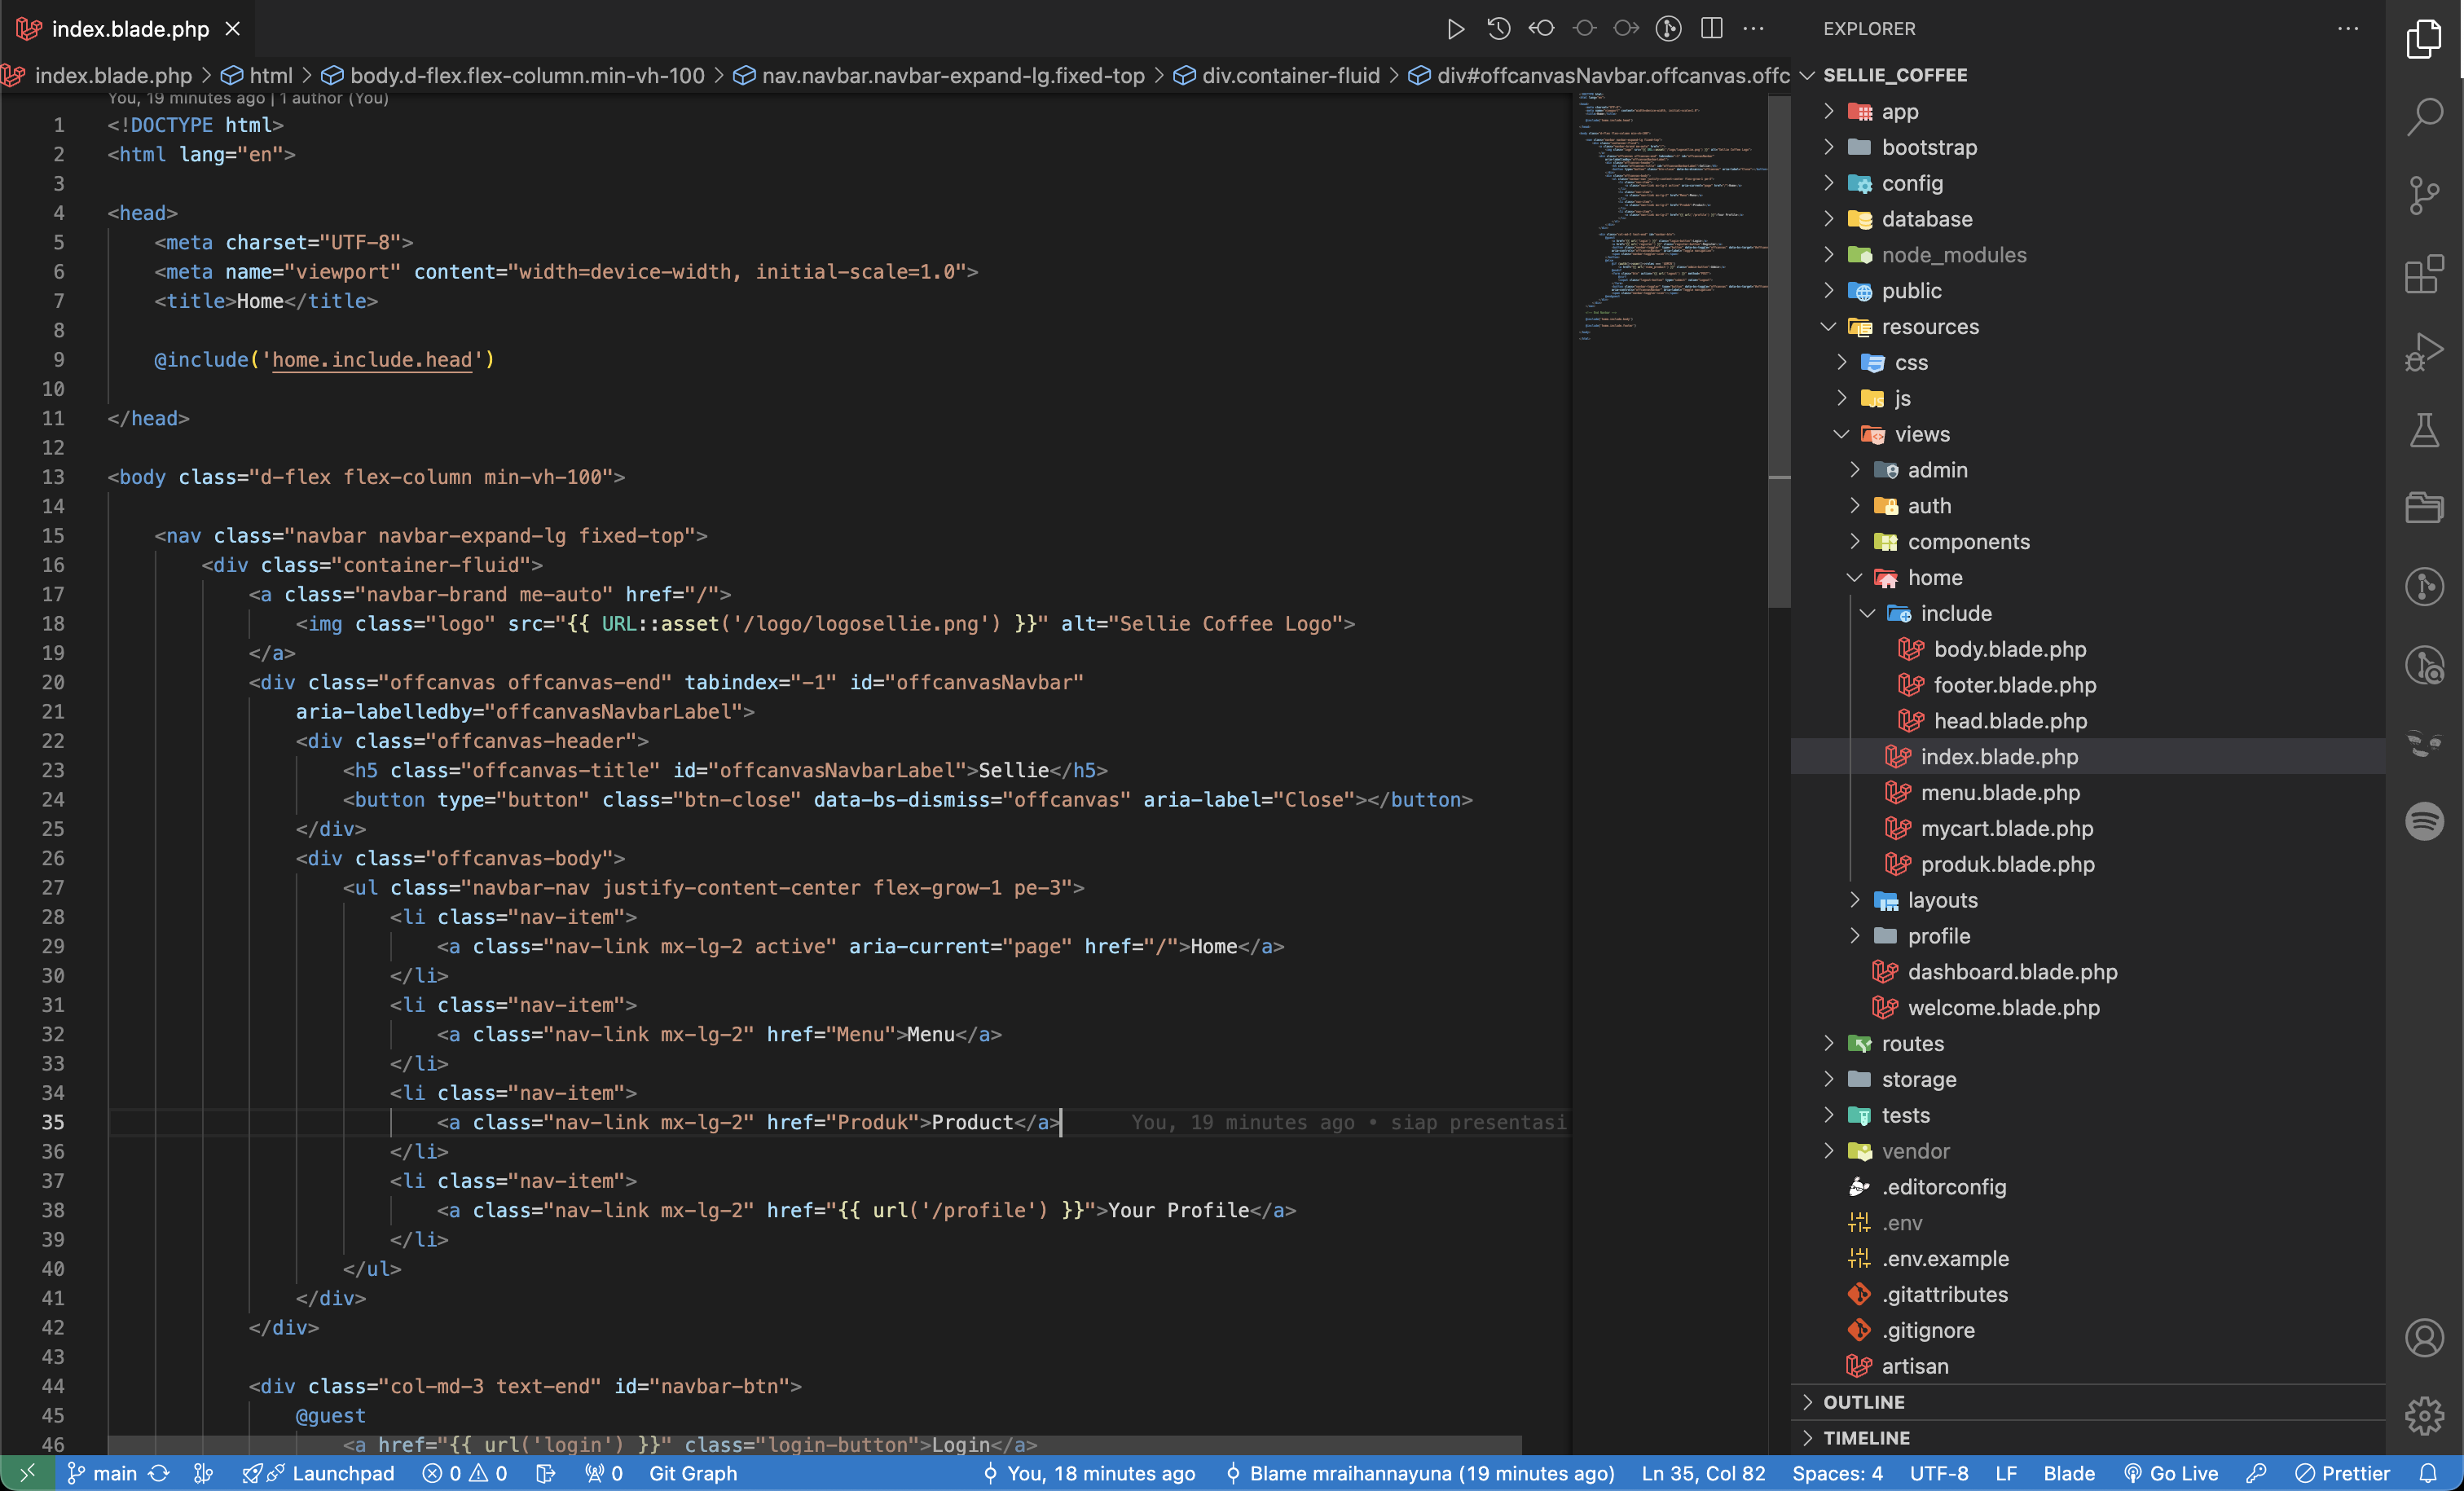 index.blade.php
EXPLORER
index.blade.php > html > body.d-flex.flex-column.min-vh-100 > nav.navbar.navbar-expand-lg.fixed-top > div.container-fluid > div#offcanvasNavbar.offcanvas.offc
You, 19 minutes ago | 1 author (You)
1 <!DOCTYPE html>
2 <html lang="en">
3
4 <head>
5 <meta charset="UTF-8">
6 <meta name="viewport" content="width=device-width, initial-scale=1.0">
7 <title>Home</title>
8
9 @include('home.include.head')
10
11 </head>
12
13 <body class="d-flex flex-column min-vh-100">
14
15 <nav class="navbar navbar-expand-lg fixed-top">
16 <div class="container-fluid">
17 <a class="navbar-brand me-auto" href="/">
18 <img class="logo" src="{{ URL::asset('/logo/logosellie.png') }}" alt="Sellie Coffee Logo">
19 </a>
20 <div class="offcanvas offcanvas-end" tabindex="-1" id="offcanvasNavbar"
21 aria-labelledby="offcanvasNavbarLabel">
22 <div class="offcanvas-header">
23 <h5 class="offcanvas-title" id="offcanvasNavbarLabel">Sellie</h5>
24 <button type="button" class="btn-close" data-bs-dismiss="offcanvas" aria-label="Close"></button>
25 </div>
26 <div class="offcanvas-body">
27 <ul class="navbar-nav justify-content-center flex-grow-1 pe-3">
28 <li class="nav-item">
29 <a class="nav-link mx-lg-2 active" aria-current="page" href="/">Home</a>
30 </li>
31 <li class="nav-item">
32 <a class="nav-link mx-lg-2" href="Menu">Menu</a>
33 </li>
34 <li class="nav-item">
35 <a class="nav-link mx-lg-2" href="Produk">Product</a> You, 19 minutes ago • siap presentasi
36 </li>
37 <li class="nav-item">
38 <a class="nav-link mx-lg-2" href="{{ url('/profile') }}">Your Profile</a>
39 </li>
40 </ul>
41 </div>
42 </div>
43
44 <div class="col-md-3 text-end" id="navbar-btn">
45 @guest
46 <a href="{{ url('login') }}" class="login-button">Login</a>
SELLIE_COFFEE
app
bootstrap
config
database
node_modules
public
resources
css
js
views
admin
auth
components
home
include
body.blade.php
footer.blade.php
head.blade.php
index.blade.php
menu.blade.php
mycart.blade.php
produk.blade.php
layouts
profile
dashboard.blade.php
welcome.blade.php
routes
storage
tests
vendor
.editorconfig
.env
.env.example
.gitattributes
.gitignore
artisan
OUTLINE
TIMELINE
main Launchpad 0 0 0 Git Graph You, 18 minutes ago Blame mraihannayuna (19 minutes ago) Ln 35, Col 82 Spaces: 4 UTF-8 LF Blade Go Live Prettier